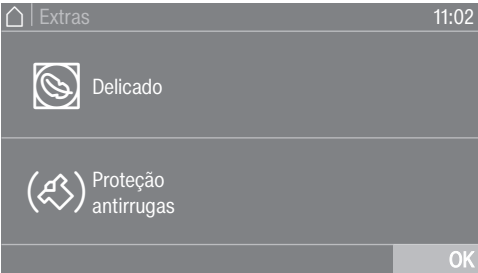 Extras 11:02
Delicado
Proteção
antirrugas
OK